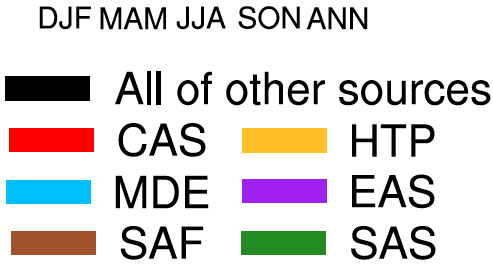 DJF MAM JJA SON ANN
All of other sources
CAS HTP
MDE EAS
SAF SAS